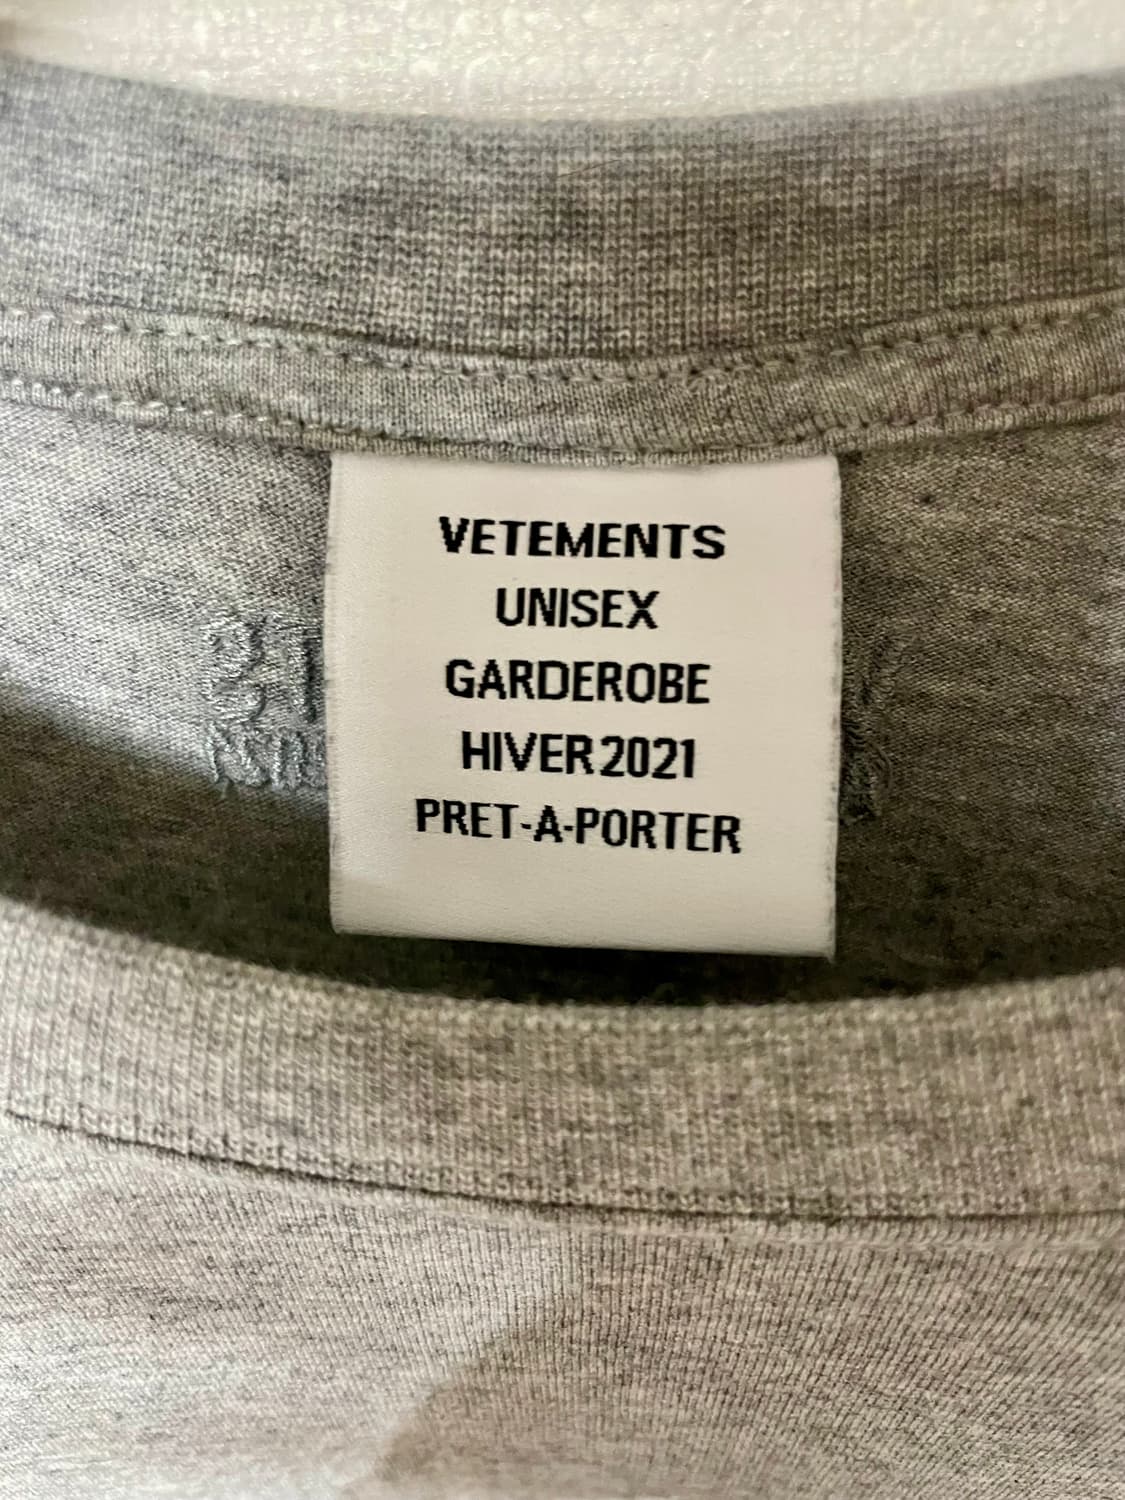 VETEMENTS
UNISEX
GARDEROBE
HIVER 2021
PRET-A-PORTER